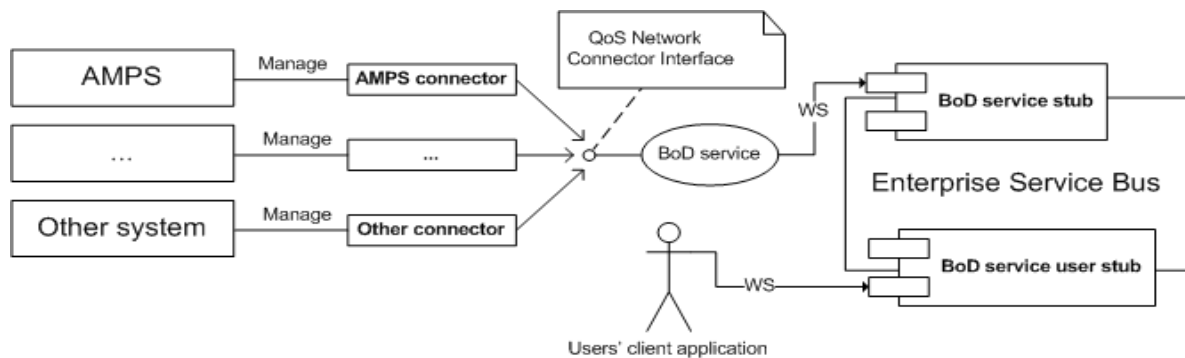 QoS Network
Connector Interface
AMPS
Manage
AMPS connector
...
Manage
...
Other system
Manage
Other connector
BoD service
WS
BoD service stub
Enterprise Service Bus
BoD service user stub
WS
Users' client application